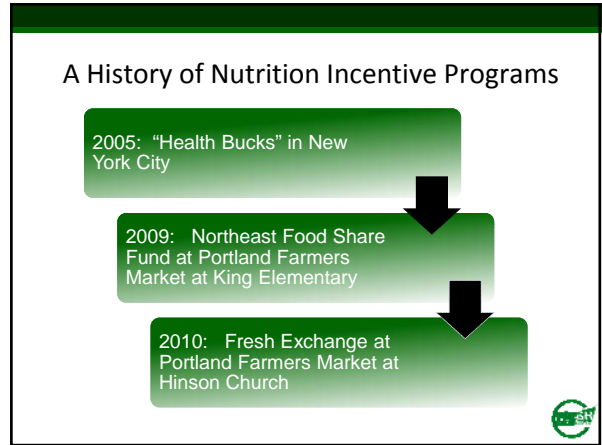 A History of Nutrition Incentive Programs
2005:  “Health Bucks” in New
York City
2009:   Northeast Food Share
Fund at Portland Farmers
Market at King Elementary
2010:   Fresh Exchange at
Portland Farmers Market at
Hinson Church